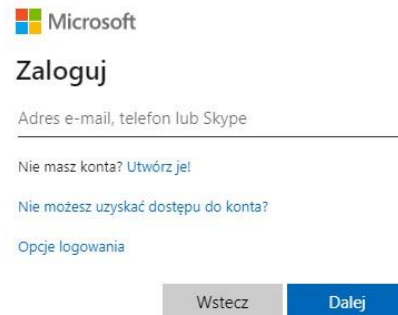 Microsoft
Zaloguj
Adres e-mail, telefon lub Skype
Nie masz konta? Utwórz je!
Nie możesz uzyskać dostępu do konta?
Opcje logowania
Wstecz Dalej